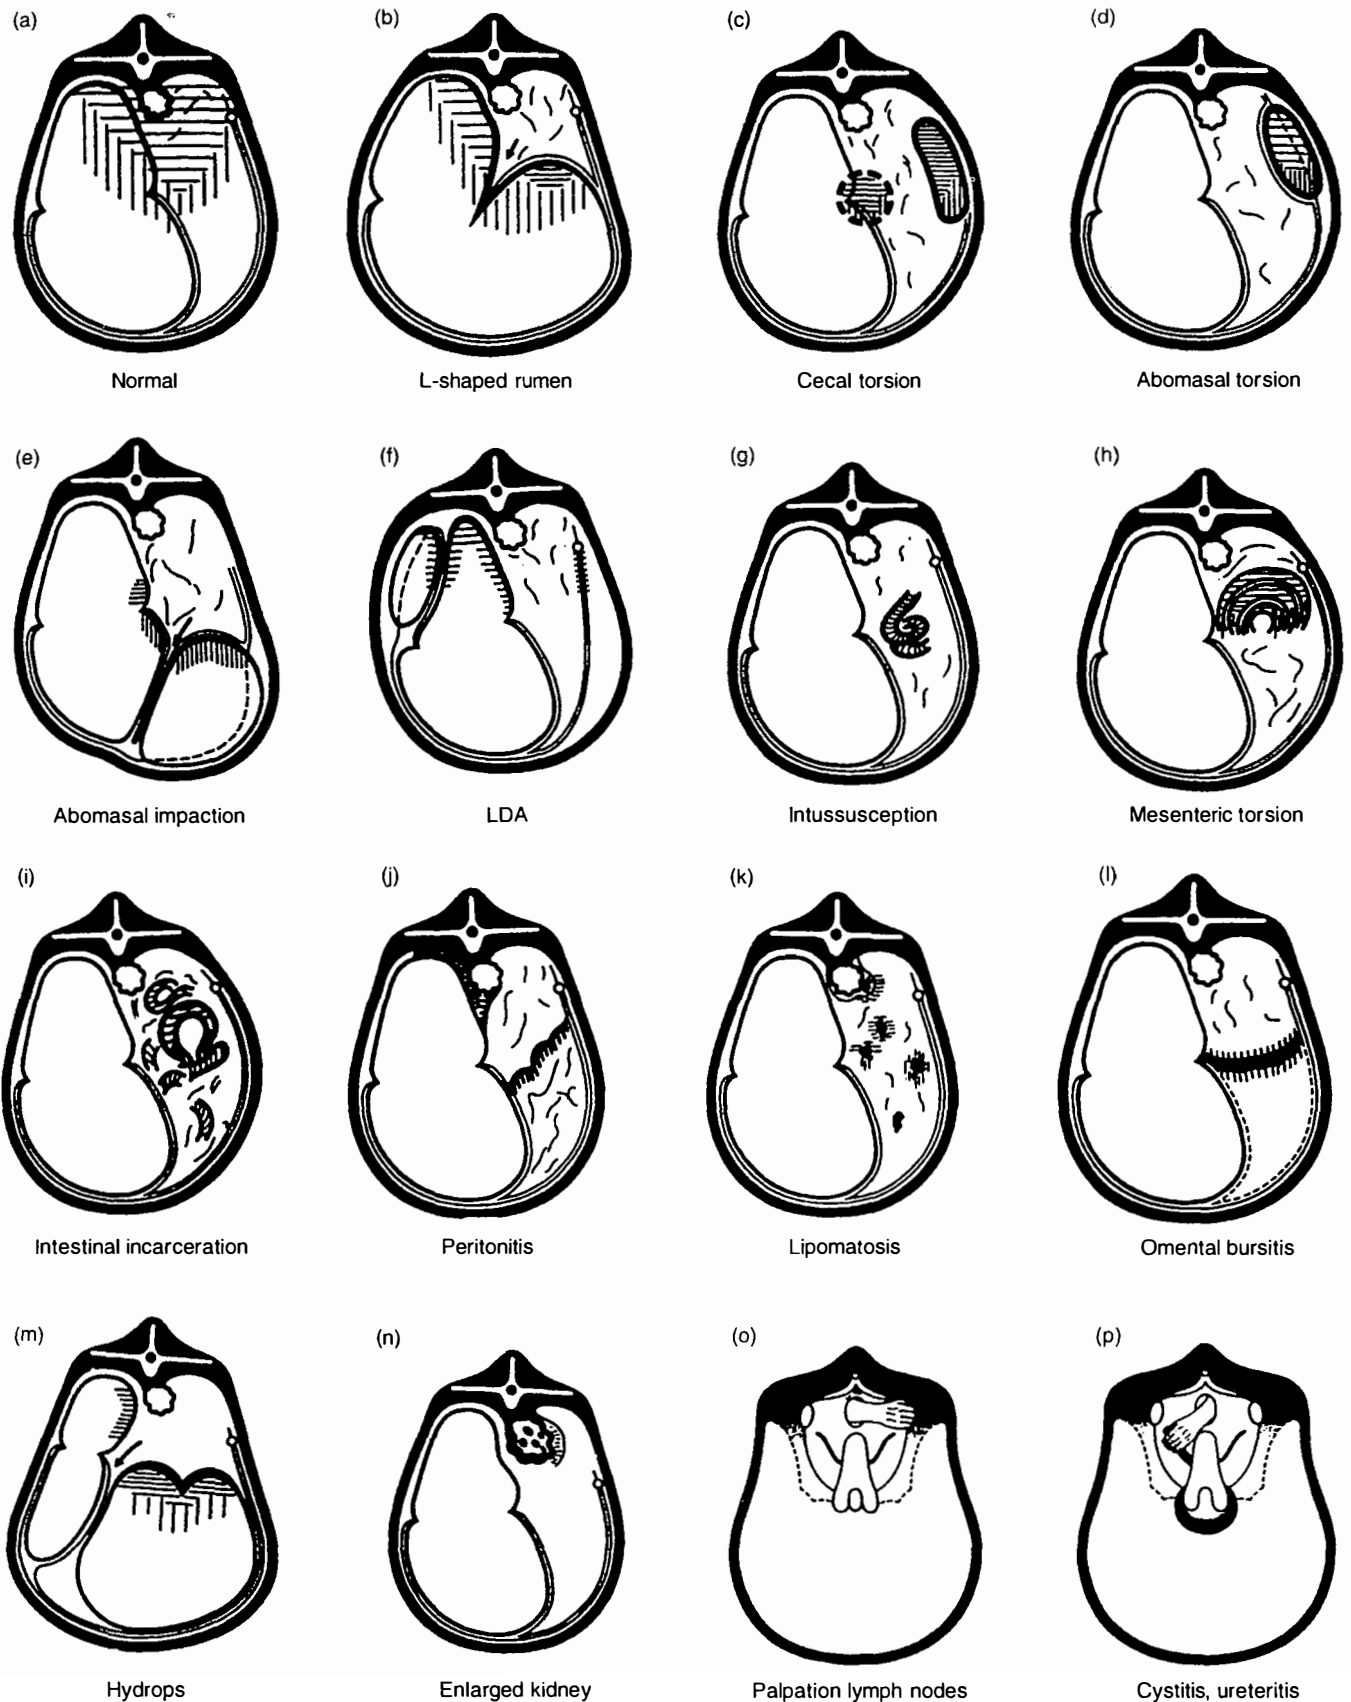 (a) (b) (c) (d)
Normal L-shaped rumen Cecal torsion Abomasal torsion
(e) (f) (g) (h)
Abomasal impaction LDA Intussusception Mesenteric torsion
(i) (j) (k) (l)
Intestinal incarceration Peritonitis Lipomatosis Omental bursitis
(m) (n) (o) (p)
Hydrops Enlarged kidney Palpation lymph nodes Cystitis, ureteritis